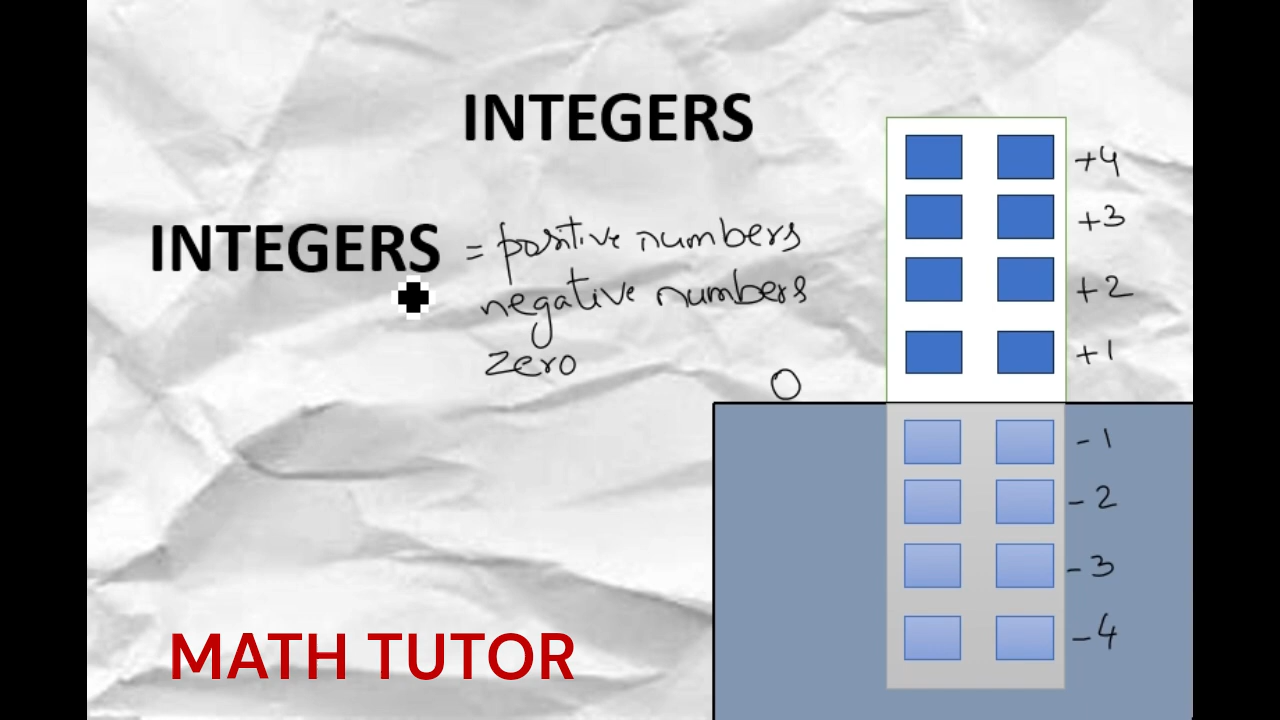 INTEGERS
INTEGERS = positive numbers
negative numbers
zero
0
+4
+3
+2
+1
-1
-2
-3
-4
MATH TUTOR